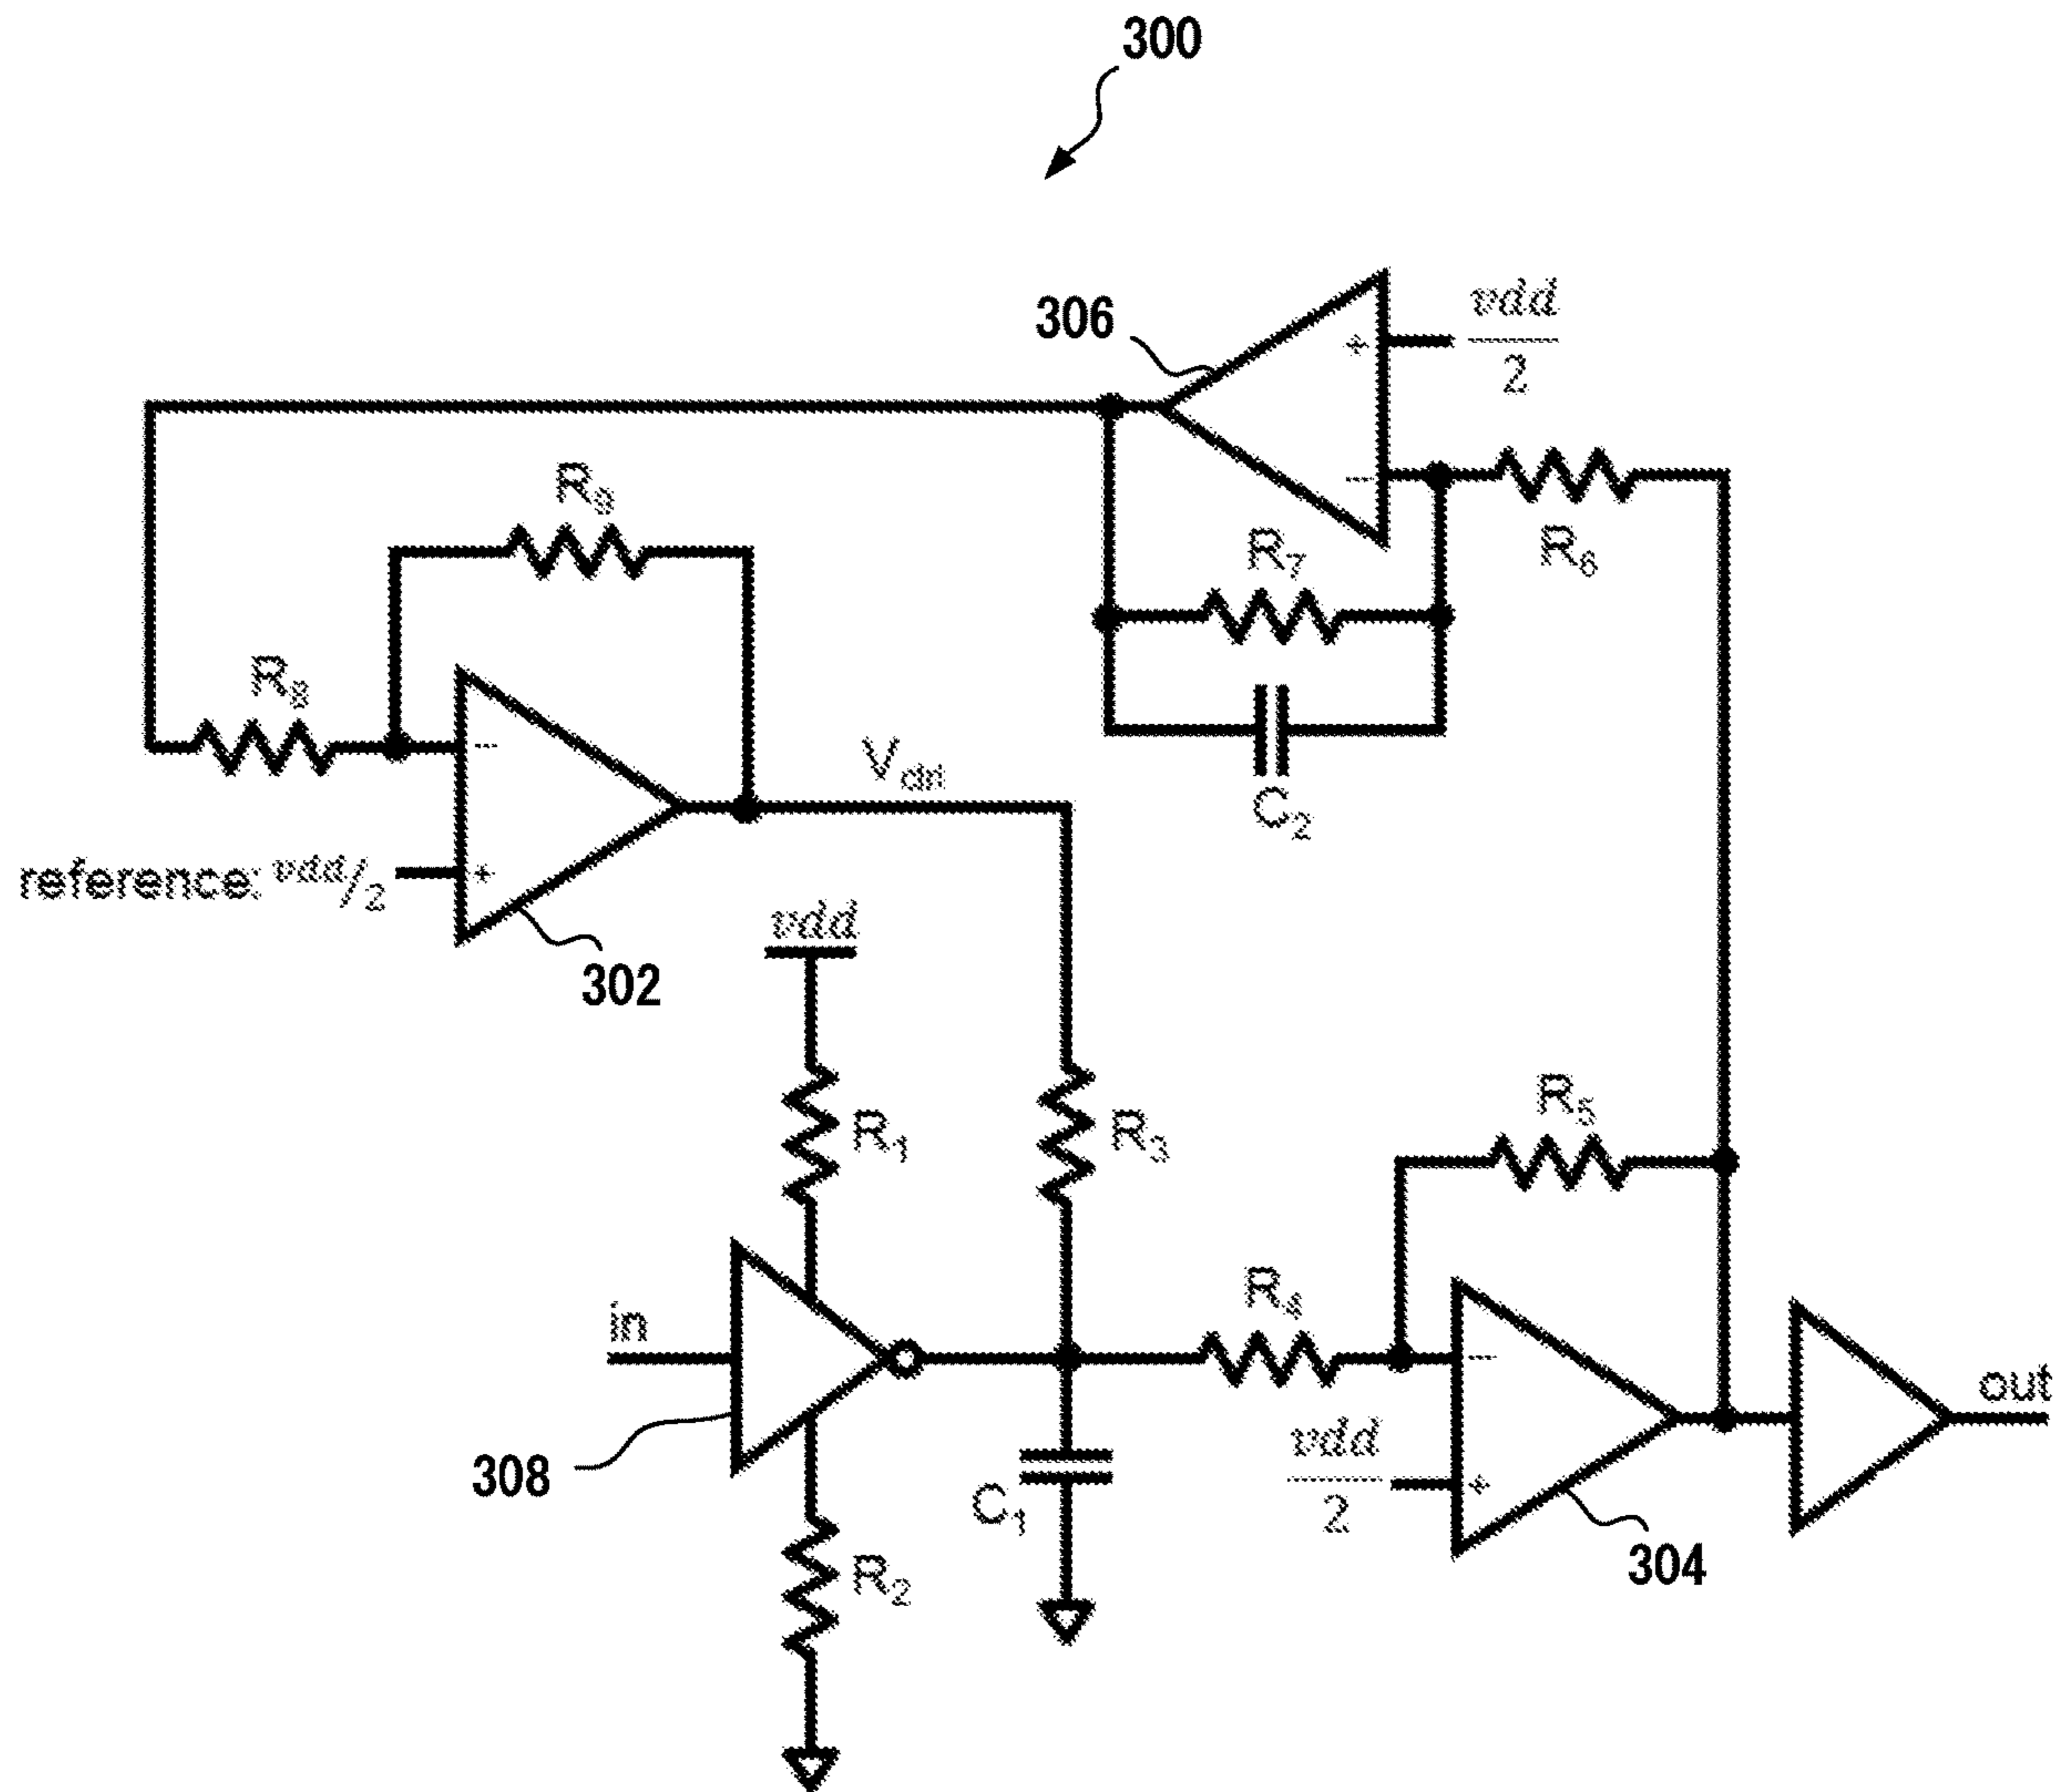 300
306
+
vdd
2
-
R6
R7
C2
R9
R8
-
+
Vctrl
reference: vdd/2
302
vdd
R1
R3
R5
in
R4
-
out
308
vdd
2
+
C1
R2
304